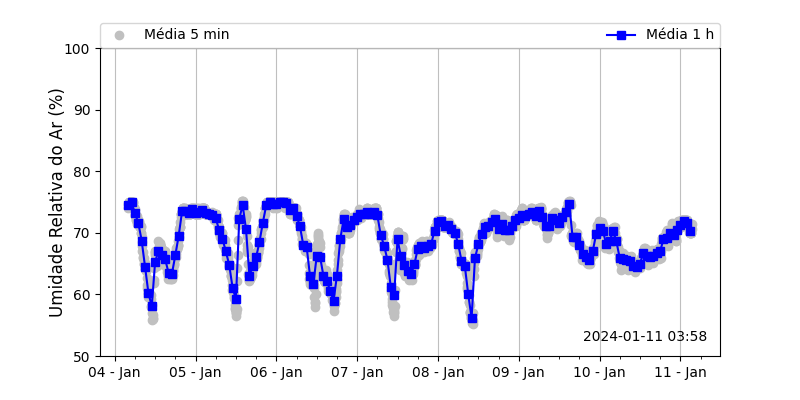 Média 5 min Média 1 h
100
90
80
70
60
50
Umidade Relativa do Ar (%)
2024-01-11 03:58
04 - Jan 05 - Jan 06 - Jan 07 - Jan 08 - Jan 09 - Jan 10 - Jan 11 - Jan